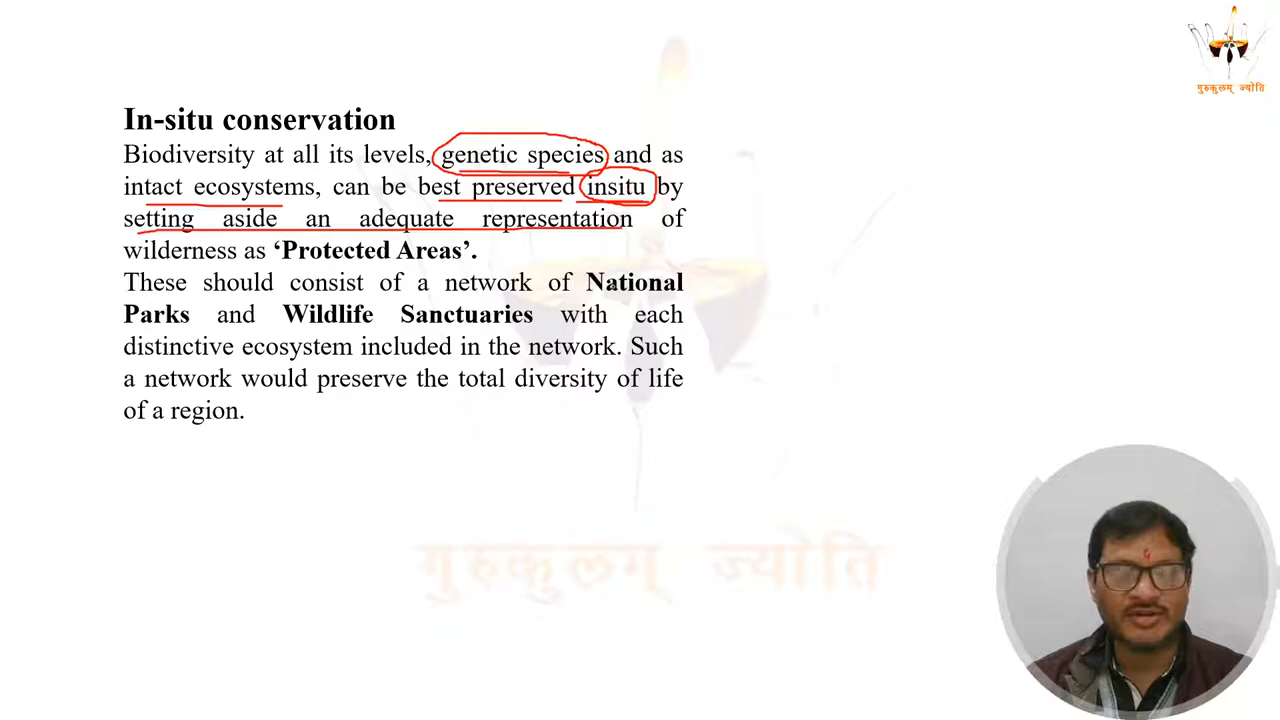 गुरुकुलम् ज्योति
In-situ conservation
Biodiversity at all its levels, genetic species and as
intact ecosystems, can be best preserved insitu by
setting aside an adequate representation of
wilderness as ‘Protected Areas’.
These should consist of a network of National
Parks and Wildlife Sanctuaries with each
distinctive ecosystem included in the network. Such
a network would preserve the total diversity of life
of a region.
गुरुकुलम् ज्योति